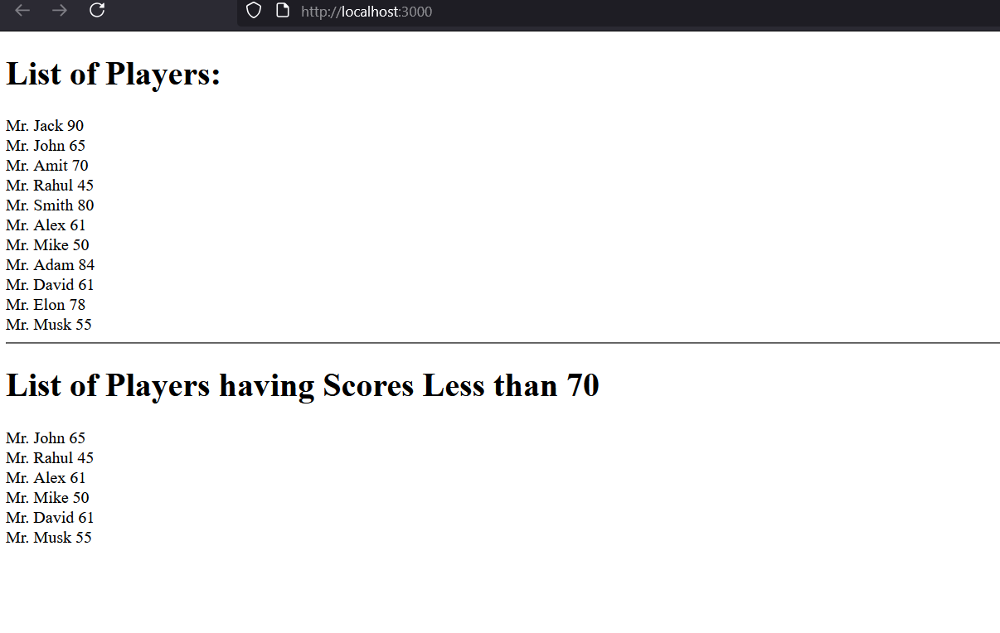 http://localhost:3000
List of Players:
Mr. Jack 90
Mr. John 65
Mr. Amit 70
Mr. Rahul 45
Mr. Smith 80
Mr. Alex 61
Mr. Mike 50
Mr. Adam 84
Mr. David 61
Mr. Elon 78
Mr. Musk 55
List of Players having Scores Less than 70
Mr. John 65
Mr. Rahul 45
Mr. Alex 61
Mr. Mike 50
Mr. David 61
Mr. Musk 55